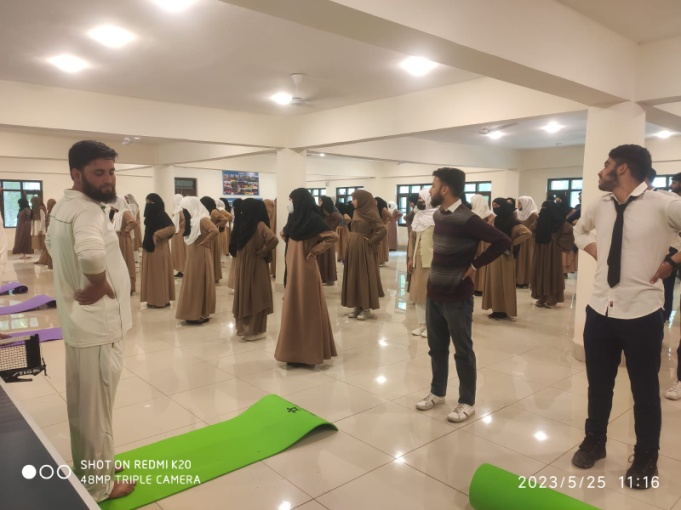 SHOT ON REDMI K20
48MP TRIPLE CAMERA
2023/5/25 11:16